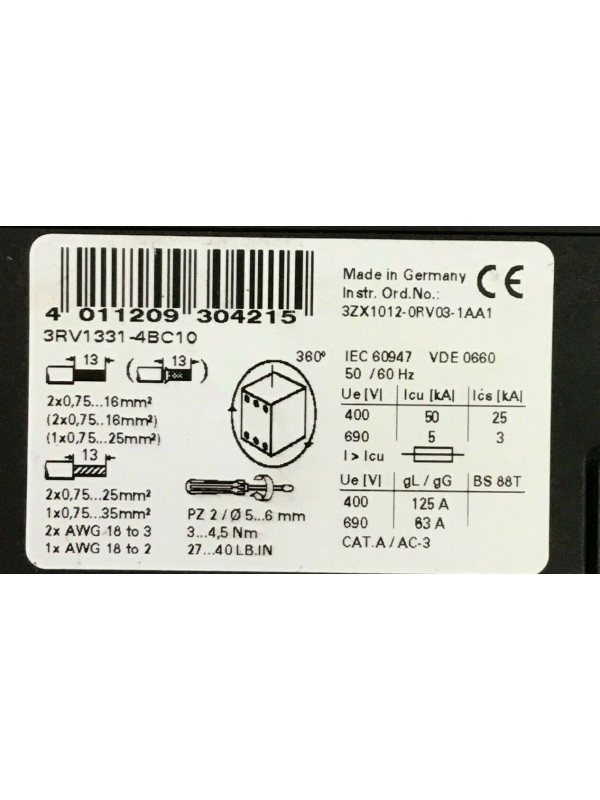 4 011209 304215
3RV1331-4BC10
13 ( 13 )
2x0,75...16mm²
(2x0,75...16mm²)
(1x0,75...25mm²)
13
2x0,75...25mm²
1x0,75...35mm²
2x AWG 18 to 3
1x AWG 18 to 2
360°
PZ 2 / Ø 5...6 mm
3...4,5 Nm
27...40 LB.IN
Made in Germany CE
Instr. Ord.No.:
3ZX1012-0RV03-1AA1
IEC 60947 VDE 0660
50 / 60 Hz
Ue [V] Icu [kA] Ics [kA]
400 50 25
690 5 3
I > Icu
Ue [V] gL / gG BS 88T
400 125 A
690 63 A
CAT.A / AC-3